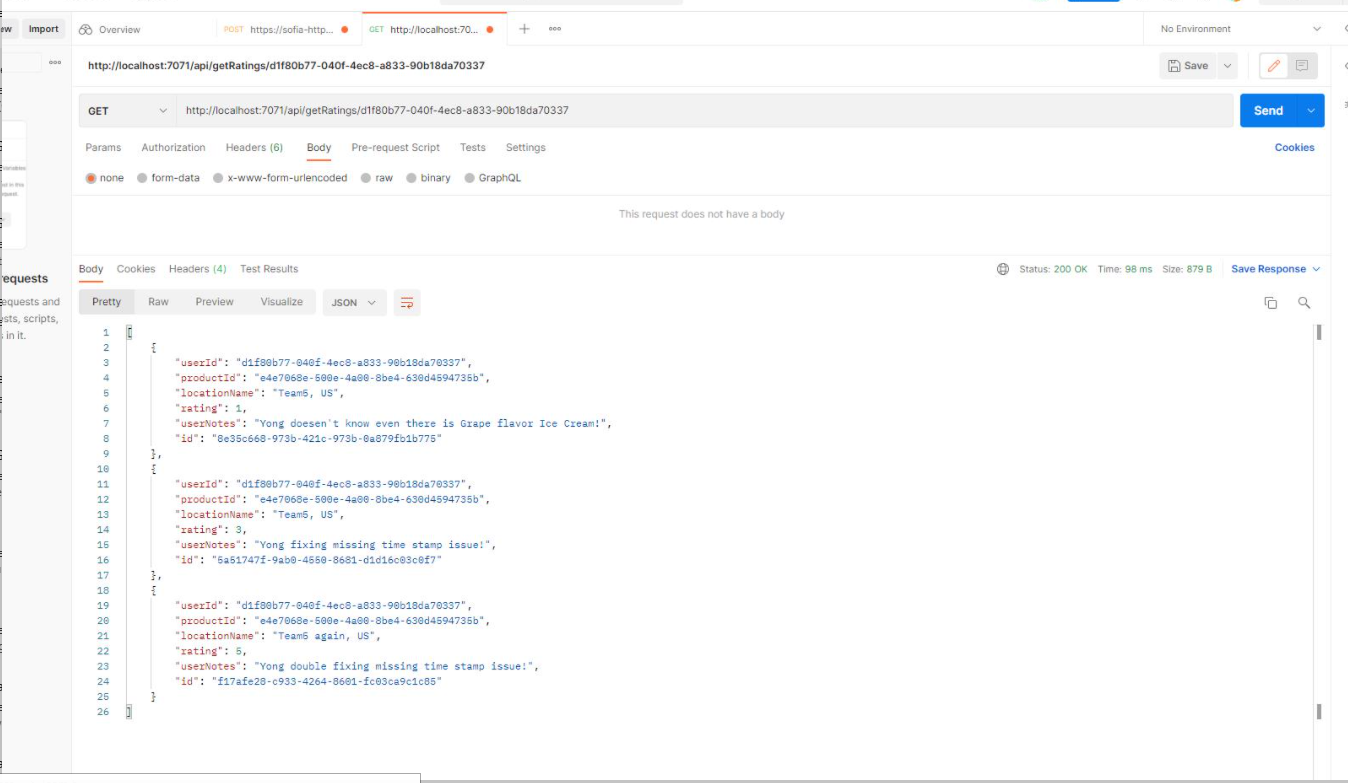 ew Import Overview POST https://sofia-http... GET http://localhost:70... No Environment
http://localhost:7071/api/getRatings/d1f80b77-040f-4ec8-a833-90b18da70337 Save
GET http://localhost:7071/api/getRatings/d1f80b77-040f-4ec8-a833-90b18da70337 Send
Params Authorization Headers (6) Body Pre-request Script Tests Settings Cookies
none form-data x-www-form-urlencoded raw binary GraphQL
This request does not have a body
Body Cookies Headers (4) Test Results Status: 200 OK Time: 98 ms Size: 879 B Save Response
Pretty Raw Preview Visualize JSON
equests
equests and
sts, scripts,
s in it.
1 [
2 {
3 "userId": "d1f80b77-040f-4ec8-a833-90b18da70337",
4 "productId": "e4e7068e-500e-4a00-8be4-630d4594735b",
5 "locationName": "Team5, US",
6 "rating": 1,
7 "userNotes": "Yong doesen't know even there is Grape flavor Ice Cream!",
8 "id": "8e35c668-973b-421c-973b-0a879fb1b775"
9 },
10 {
11 "userId": "d1f80b77-040f-4ec8-a833-90b18da70337",
12 "productId": "e4e7068e-500e-4a00-8be4-630d4594735b",
13 "locationName": "Team5, US",
14 "rating": 3,
15 "userNotes": "Yong fixing missing time stamp issue!",
16 "id": "5a51747f-9ab0-4550-8681-d1d16c03c0f7"
17 },
18 {
19 "userId": "d1f80b77-040f-4ec8-a833-90b18da70337",
20 "productId": "e4e7068e-500e-4a00-8be4-630d4594735b",
21 "locationName": "Team5 again, US",
22 "rating": 5,
23 "userNotes": "Yong double fixing missing time stamp issue!",
24 "id": "f17afe28-c933-4264-8601-fc03ca9c1c85"
25 }
26 ]